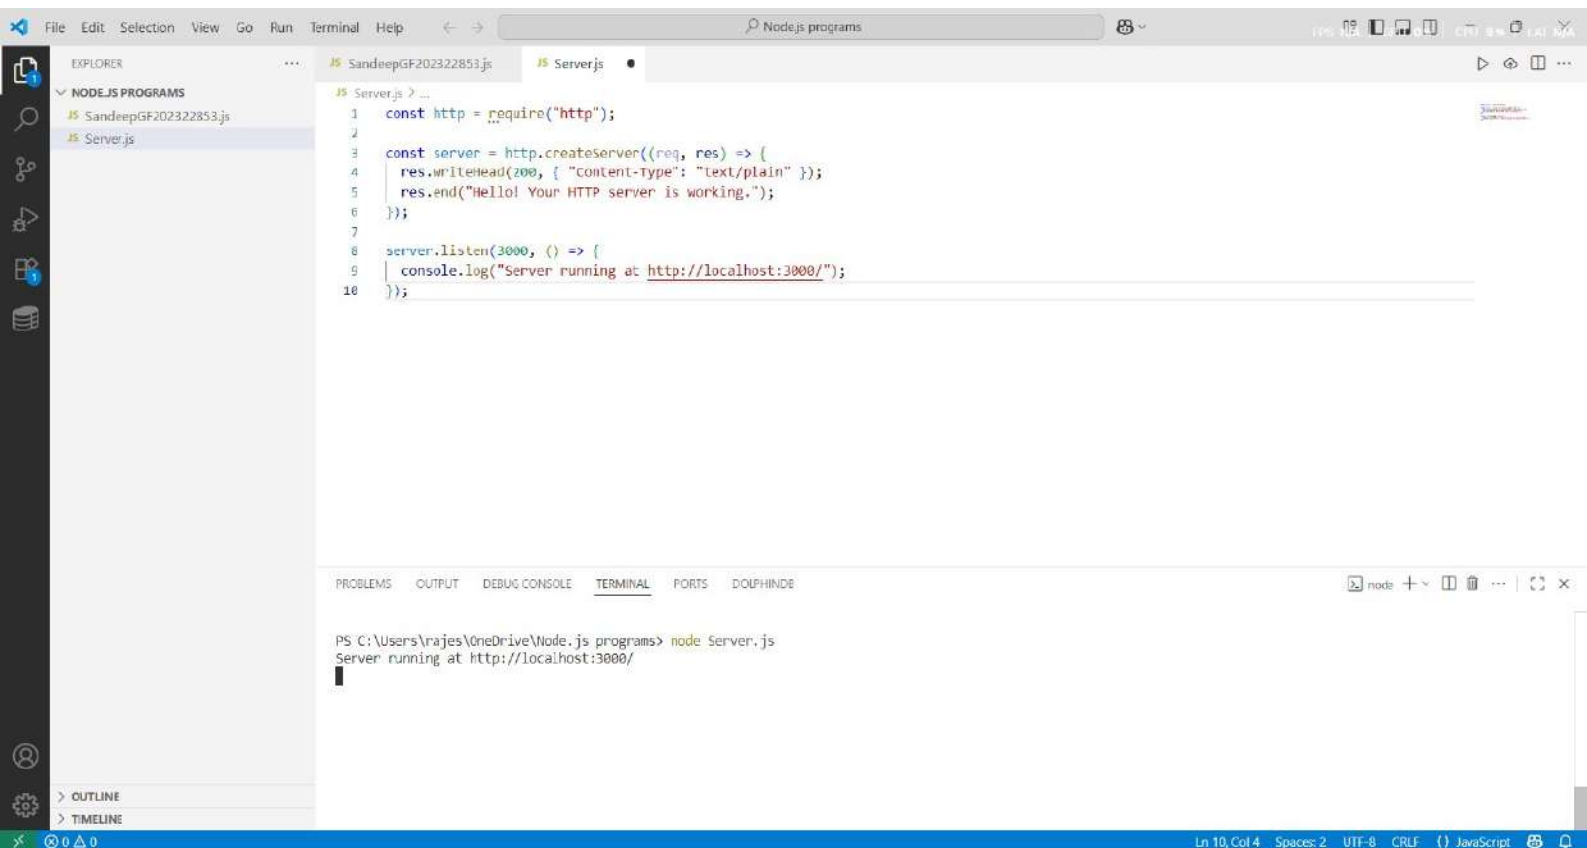 File Edit Selection View Go Run Terminal Help
Node.js programs
EXPLORER
NODE.JS PROGRAMS
JS SandeepGF202322853.js
JS Server.js
JS SandeepGF202322853.js
JS Server.js
JS Server.js > ...
1 const http = require("http");
2
3 const server = http.createServer((req, res) => {
4 res.writeHead(200, { "Content-Type": "text/plain" });
5 res.end("Hello! Your HTTP server is working.");
6 });
7
8 server.listen(3000, () => {
9 console.log("Server running at http://localhost:3000/");
10 });
PROBLEMS OUTPUT DEBUG CONSOLE TERMINAL PORTS DOLPHINDB
node
PS C:\Users\rajes\OneDrive\Node.js programs> node Server.js
Server running at http://localhost:3000/
OUTLINE
TIMELINE
0 0
Ln 10, Col 4 Spaces: 2 UTF-8 CRLF {} JavaScript